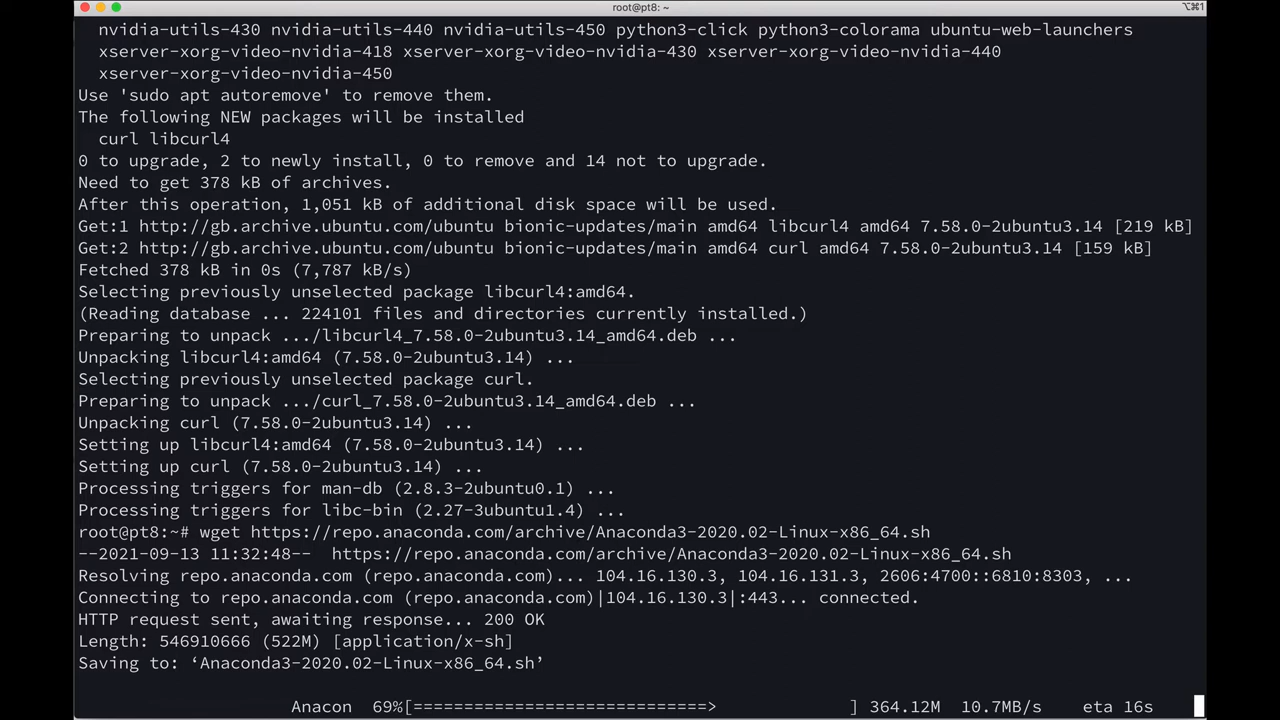 root@pt8: ~
⌥⌘1
nvidia-utils-430 nvidia-utils-440 nvidia-utils-450 python3-click python3-colorama ubuntu-web-launchers
xserver-xorg-video-nvidia-418 xserver-xorg-video-nvidia-430 xserver-xorg-video-nvidia-440
xserver-xorg-video-nvidia-450
Use 'sudo apt autoremove' to remove them.
The following NEW packages will be installed
curl libcurl4
0 to upgrade, 2 to newly install, 0 to remove and 14 not to upgrade.
Need to get 378 kB of archives.
After this operation, 1,051 kB of additional disk space will be used.
Get:1 http://gb.archive.ubuntu.com/ubuntu bionic-updates/main amd64 libcurl4 amd64 7.58.0-2ubuntu3.14 [219 kB]
Get:2 http://gb.archive.ubuntu.com/ubuntu bionic-updates/main amd64 curl amd64 7.58.0-2ubuntu3.14 [159 kB]
Fetched 378 kB in 0s (7,787 kB/s)
Selecting previously unselected package libcurl4:amd64.
(Reading database ... 224101 files and directories currently installed.)
Preparing to unpack .../libcurl4_7.58.0-2ubuntu3.14_amd64.deb ...
Unpacking libcurl4:amd64 (7.58.0-2ubuntu3.14) ...
Selecting previously unselected package curl.
Preparing to unpack .../curl_7.58.0-2ubuntu3.14_amd64.deb ...
Unpacking curl (7.58.0-2ubuntu3.14) ...
Setting up libcurl4:amd64 (7.58.0-2ubuntu3.14) ...
Setting up curl (7.58.0-2ubuntu3.14) ...
Processing triggers for man-db (2.8.3-2ubuntu0.1) ...
Processing triggers for libc-bin (2.27-3ubuntu1.4) ...
root@pt8:~# wget https://repo.anaconda.com/archive/Anaconda3-2020.02-Linux-x86_64.sh
--2021-09-13 11:32:48--  https://repo.anaconda.com/archive/Anaconda3-2020.02-Linux-x86_64.sh
Resolving repo.anaconda.com (repo.anaconda.com)... 104.16.130.3, 104.16.131.3, 2606:4700::6810:8303, ...
Connecting to repo.anaconda.com (repo.anaconda.com)|104.16.130.3|:443... connected.
HTTP request sent, awaiting response... 200 OK
Length: 546910666 (522M) [application/x-sh]
Saving to: ‘Anaconda3-2020.02-Linux-x86_64.sh’
Anacon  69%[=============================>             ] 364.12M  10.7MB/s    eta 16s